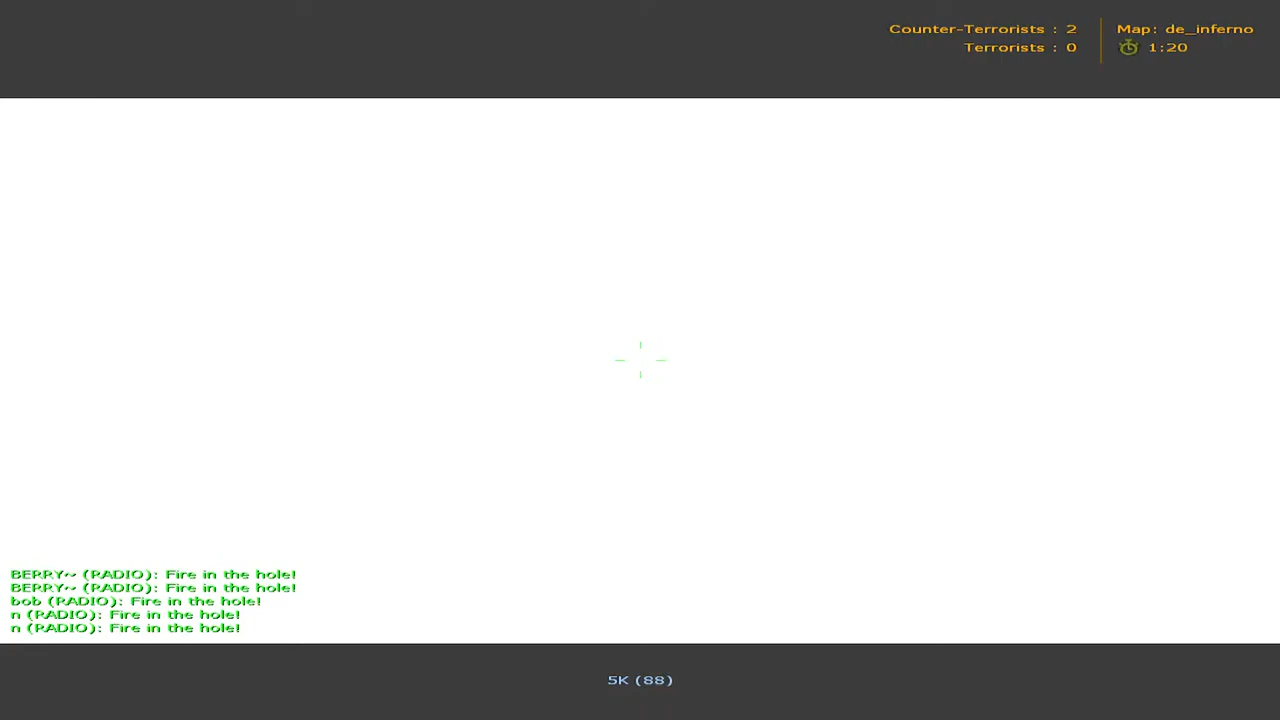 Counter-Terrorists : 2
Terrorists : 0
Map: de_inferno
1:20
BERRY~ (RADIO): Fire in the hole!
BERRY~ (RADIO): Fire in the hole!
bob (RADIO): Fire in the hole!
n (RADIO): Fire in the hole!
n (RADIO): Fire in the hole!
5K (88)